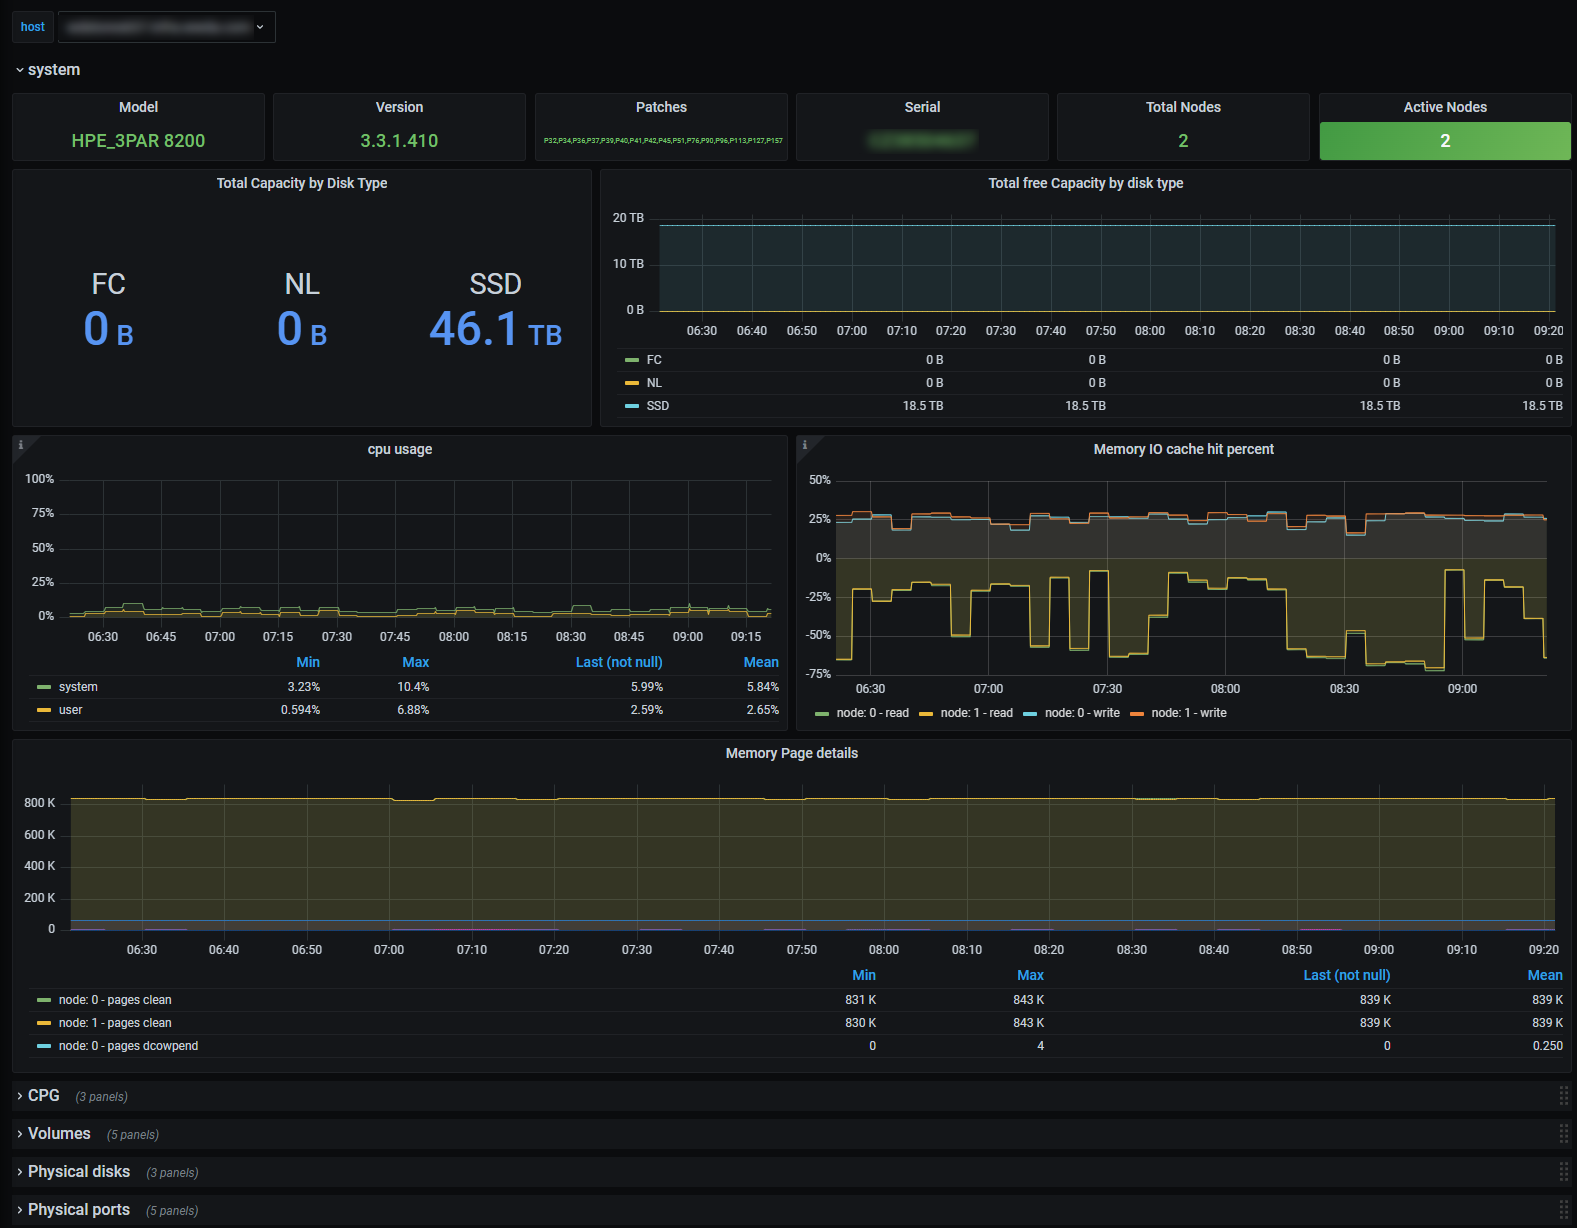 host
system
Model
HPE_3PAR 8200
Version
3.3.1.410
Patches
P32,P34,P36,P37,P39,P40,P41,P42,P45,P51,P76,P90,P96,P113,P127,P157
Serial
Total Nodes
2
Active Nodes
2
Total Capacity by Disk Type
FC
0 B
NL
0 B
SSD
46.1 TB
Total free Capacity by disk type
20 TB
10 TB
0 B
06:30 06:40 06:50 07:00 07:10 07:20 07:30 07:40 07:50 08:00 08:10 08:20 08:30 08:40 08:50 09:00 09:10 09:20
FC 0 B 0 B 0 B 0 B
NL 0 B 0 B 0 B 0 B
SSD 18.5 TB 18.5 TB 18.5 TB 18.5 TB
cpu usage
100%
75%
50%
25%
0%
06:30 06:45 07:00 07:15 07:30 07:45 08:00 08:15 08:30 08:45 09:00 09:15
Min Max Last (not null) Mean
system 3.23% 10.4% 5.99% 5.84%
user 0.594% 6.88% 2.59% 2.65%
Memory IO cache hit percent
50%
25%
0%
-25%
-50%
-75%
06:30 07:00 07:30 08:00 08:30 09:00
node: 0 - read node: 1 - read node: 0 - write node: 1 - write
Memory Page details
800 K
600 K
400 K
200 K
0
06:30 06:40 06:50 07:00 07:10 07:20 07:30 07:40 07:50 08:00 08:10 08:20 08:30 08:40 08:50 09:00 09:10 09:20
Min Max Last (not null) Mean
node: 0 - pages clean 831 K 843 K 839 K 839 K
node: 1 - pages clean 830 K 843 K 839 K 839 K
node: 0 - pages dcowpend 0 4 0 0.250
CPG (3 panels)
Volumes (5 panels)
Physical disks (3 panels)
Physical ports (5 panels)